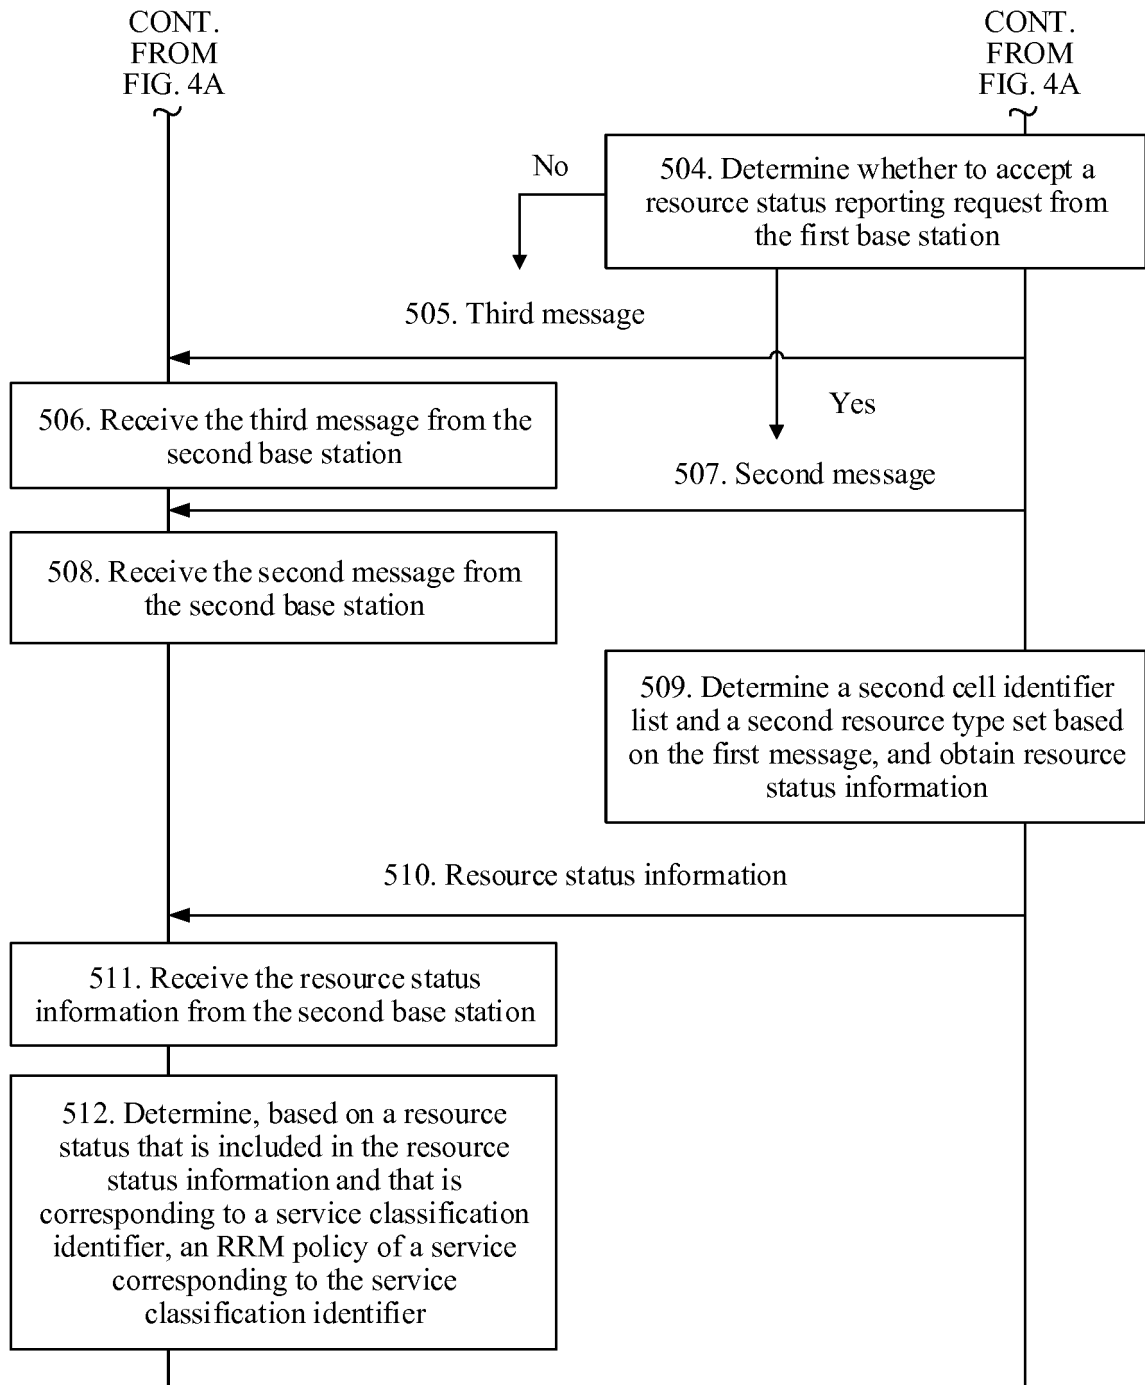 CONT.
FROM
FIG. 4A
CONT.
FROM
FIG. 4A
504. Determine whether to accept a
resource status reporting request from
the first base station
No
505. Third message
506. Receive the third message from the
second base station
Yes
507. Second message
508. Receive the second message from
the second base station
509. Determine a second cell identifier
list and a second resource type set based
on the first message, and obtain resource
status information
510. Resource status information
511. Receive the resource status
information from the second base station
512. Determine, based on a resource
status that is included in the resource
status information and that is
corresponding to a service classification
identifier, an RRM policy of a service
corresponding to the service
classification identifier